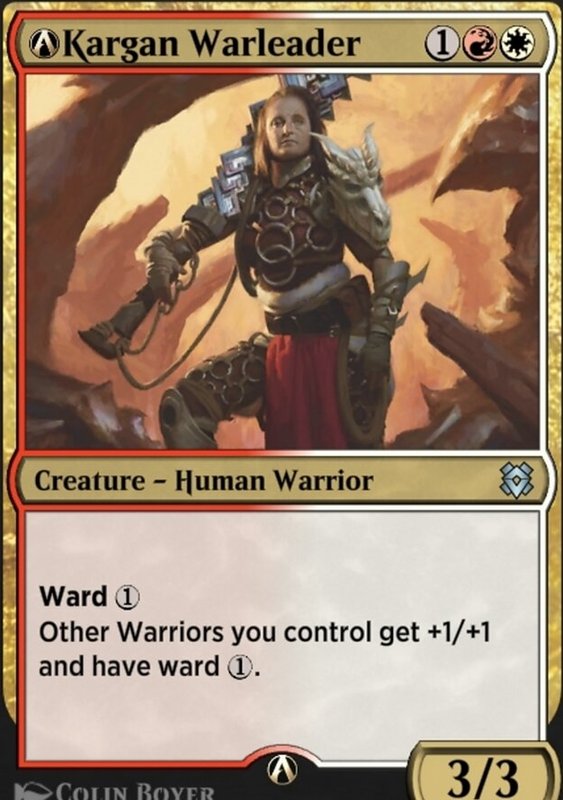 Kargan Warleader 1
Creature – Human Warrior
Ward 1
Other Warriors you control get +1/+1
and have ward 1.
COLIN BOYER
3/3